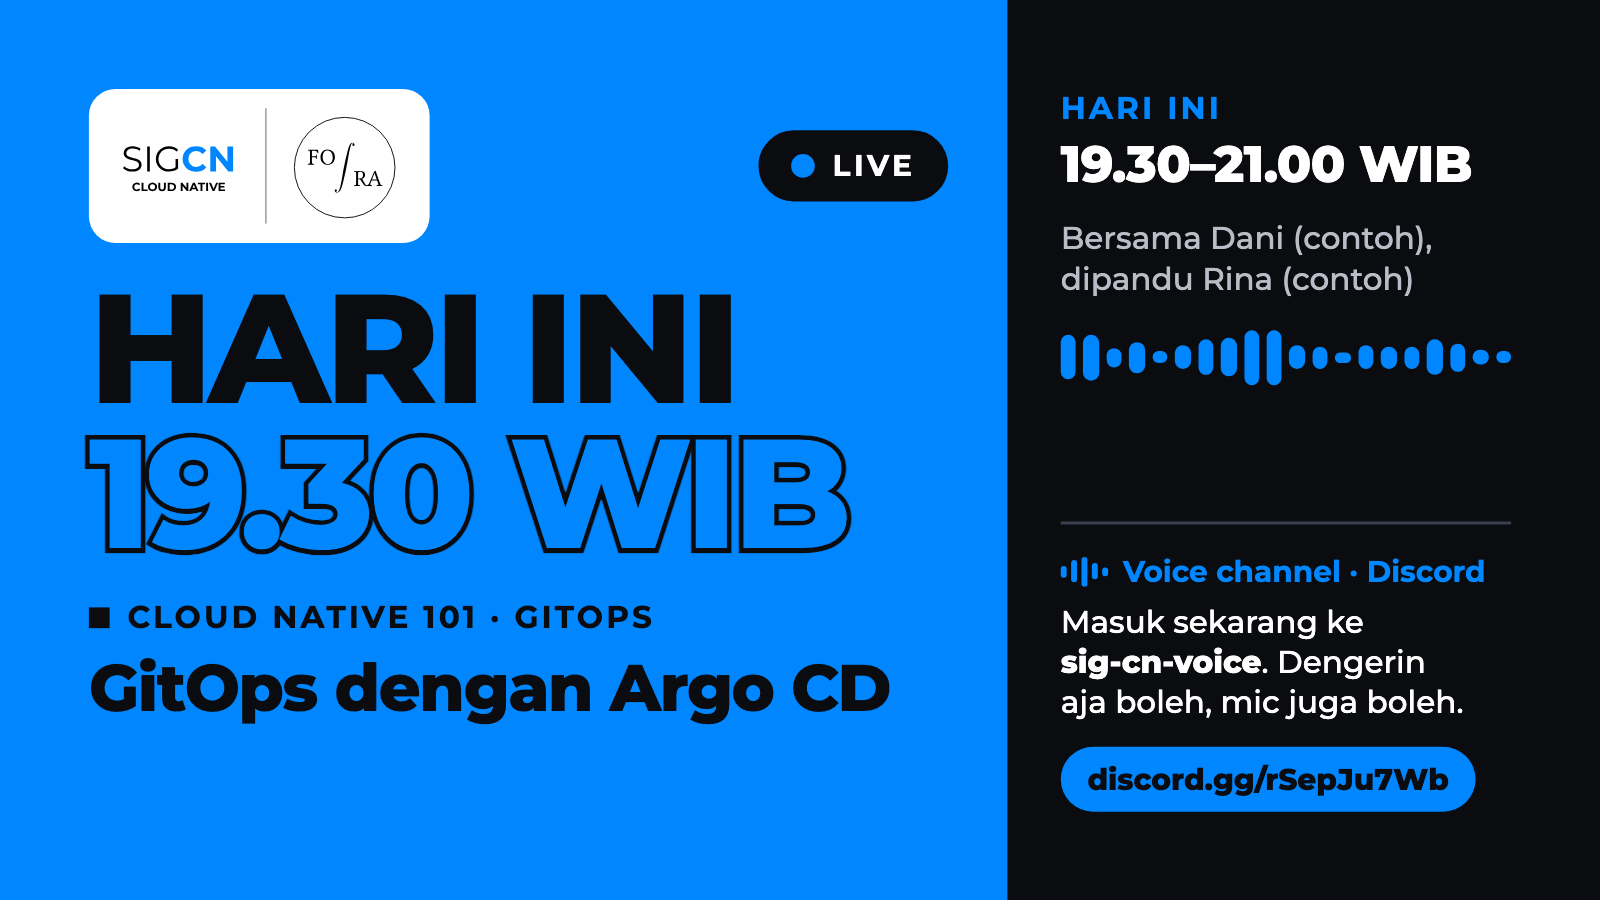 SIGCN
CLOUD NATIVE
FO
RA
LIVE
HARI INI
19.30 WIB
CLOUD NATIVE 101 · GITOPS
GitOps dengan Argo CD
HARI INI
19.30–21.00 WIB
Bersama Dani (contoh),
dipandu Rina (contoh)
Voice channel · Discord
Masuk sekarang ke
sig-cn-voice. Dengerin
aja boleh, mic juga boleh.
discord.gg/rSepJu7Wb